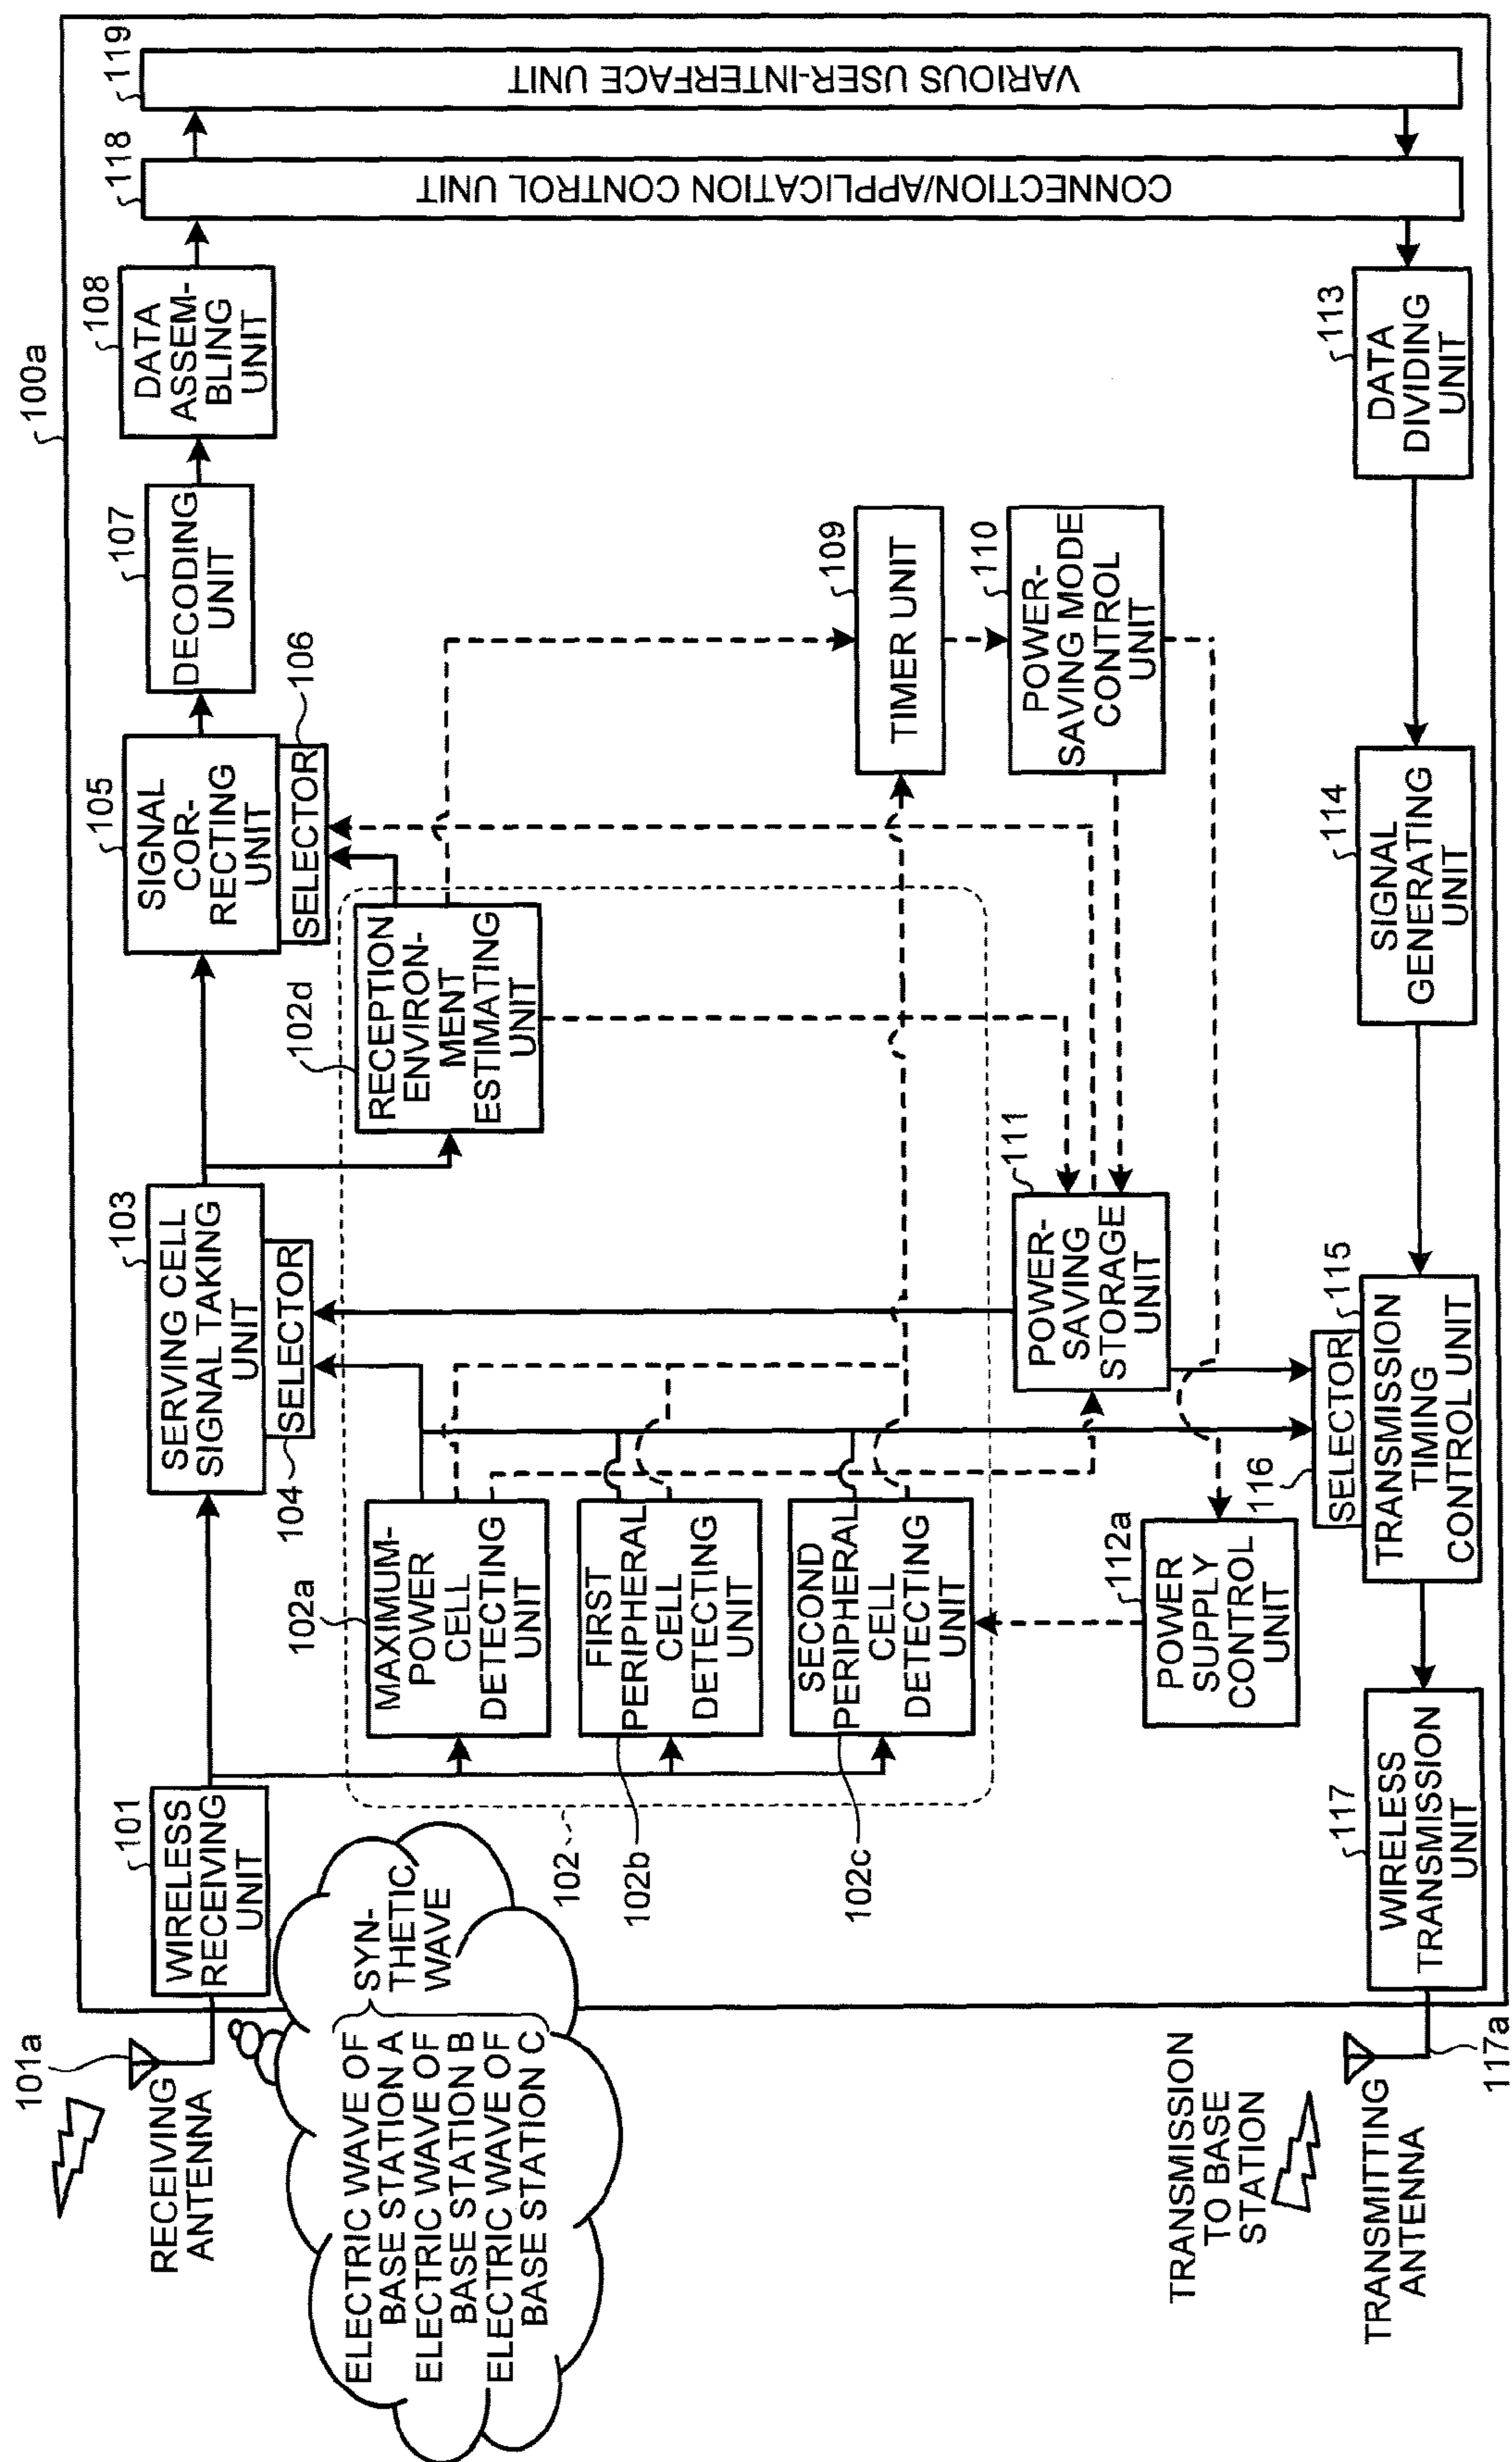 100a
101a
RECEIVING
ANTENNA
101
WIRELESS
RECEIVING
UNIT
103
SERVING CELL
SIGNAL TAKING
UNIT
SELECTOR
104
105
SIGNAL
COR-
RECTING
UNIT
SELECTOR
106
107
DECODING
UNIT
108
DATA
ASSEM-
BLING
UNIT
118
CONNECTION/APPLICATION CONTROL UNIT
119
VARIOUS USER-INTERFACE UNIT
ELECTRIC WAVE OF
BASE STATION A
ELECTRIC WAVE OF
BASE STATION B
ELECTRIC WAVE OF
BASE STATION C
SYN-
THETIC
WAVE
102
102a
MAXIMUM-
POWER
CELL
DETECTING
UNIT
102b
FIRST
PERIPHERAL
CELL
DETECTING
UNIT
102c
SECOND
PERIPHERAL
CELL
DETECTING
UNIT
102d
RECEPTION
ENVIRON-
MENT
ESTIMATING
UNIT
109
TIMER UNIT
110
POWER-
SAVING MODE
CONTROL
UNIT
111
POWER-
SAVING
STORAGE
UNIT
112a
POWER
SUPPLY
CONTROL
UNIT
TRANSMISSION
TO BASE
STATION
TRANSMITTING
ANTENNA
117a
117
WIRELESS
TRANSMISSION
UNIT
116
SELECTOR
115
TRANSMISSION
TIMING
CONTROL UNIT
114
SIGNAL
GENERATING
UNIT
113
DATA
DIVIDING
UNIT